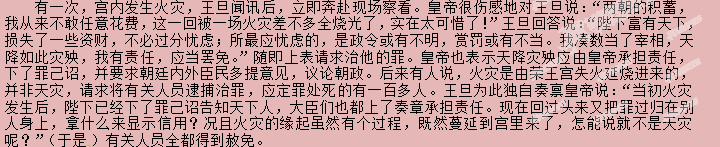 有一次，宫内发生火灾，王旦闻讯后，立即奔赴现场察看。皇帝很伤感地对王旦说：“两朝的积
蓄，我从来不敢任意花费，这一回被一场火灾差不多全烧光了，实在太可惜了！”王旦回答说：“陛下富有天下，
损失了一些资财，不必过分忧虑；所最应忧虑的，是政令或有不明，赏罚或有不当。我凑数当了宰相，天
降如此灾殃，我有责任，应当罢免。”随即上表请求治他的罪。皇帝也表示天降灾殃应由皇帝承担责任，
下了罪己诏，并要求朝廷内外臣民多提意见，议论朝政。后来有人说，火灾是由荣王宫失火延烧进来的，
并非天灾，请求将有关人员逮捕治罪，应定罪处死的有一百多人。王旦为此独自奏禀皇帝说：“当初火灾
发生后，陛下已经下了罪己诏告知天下人，大臣们也都上了奏章承担责任。现在回过头来又把罪过归在别
人身上，拿什么来显示信用？况且火灾的缘起虽然有个过程，既然蔓延到宫里来了，怎能说就不是天灾
呢？”（于是）有关人员全都得到赦免。